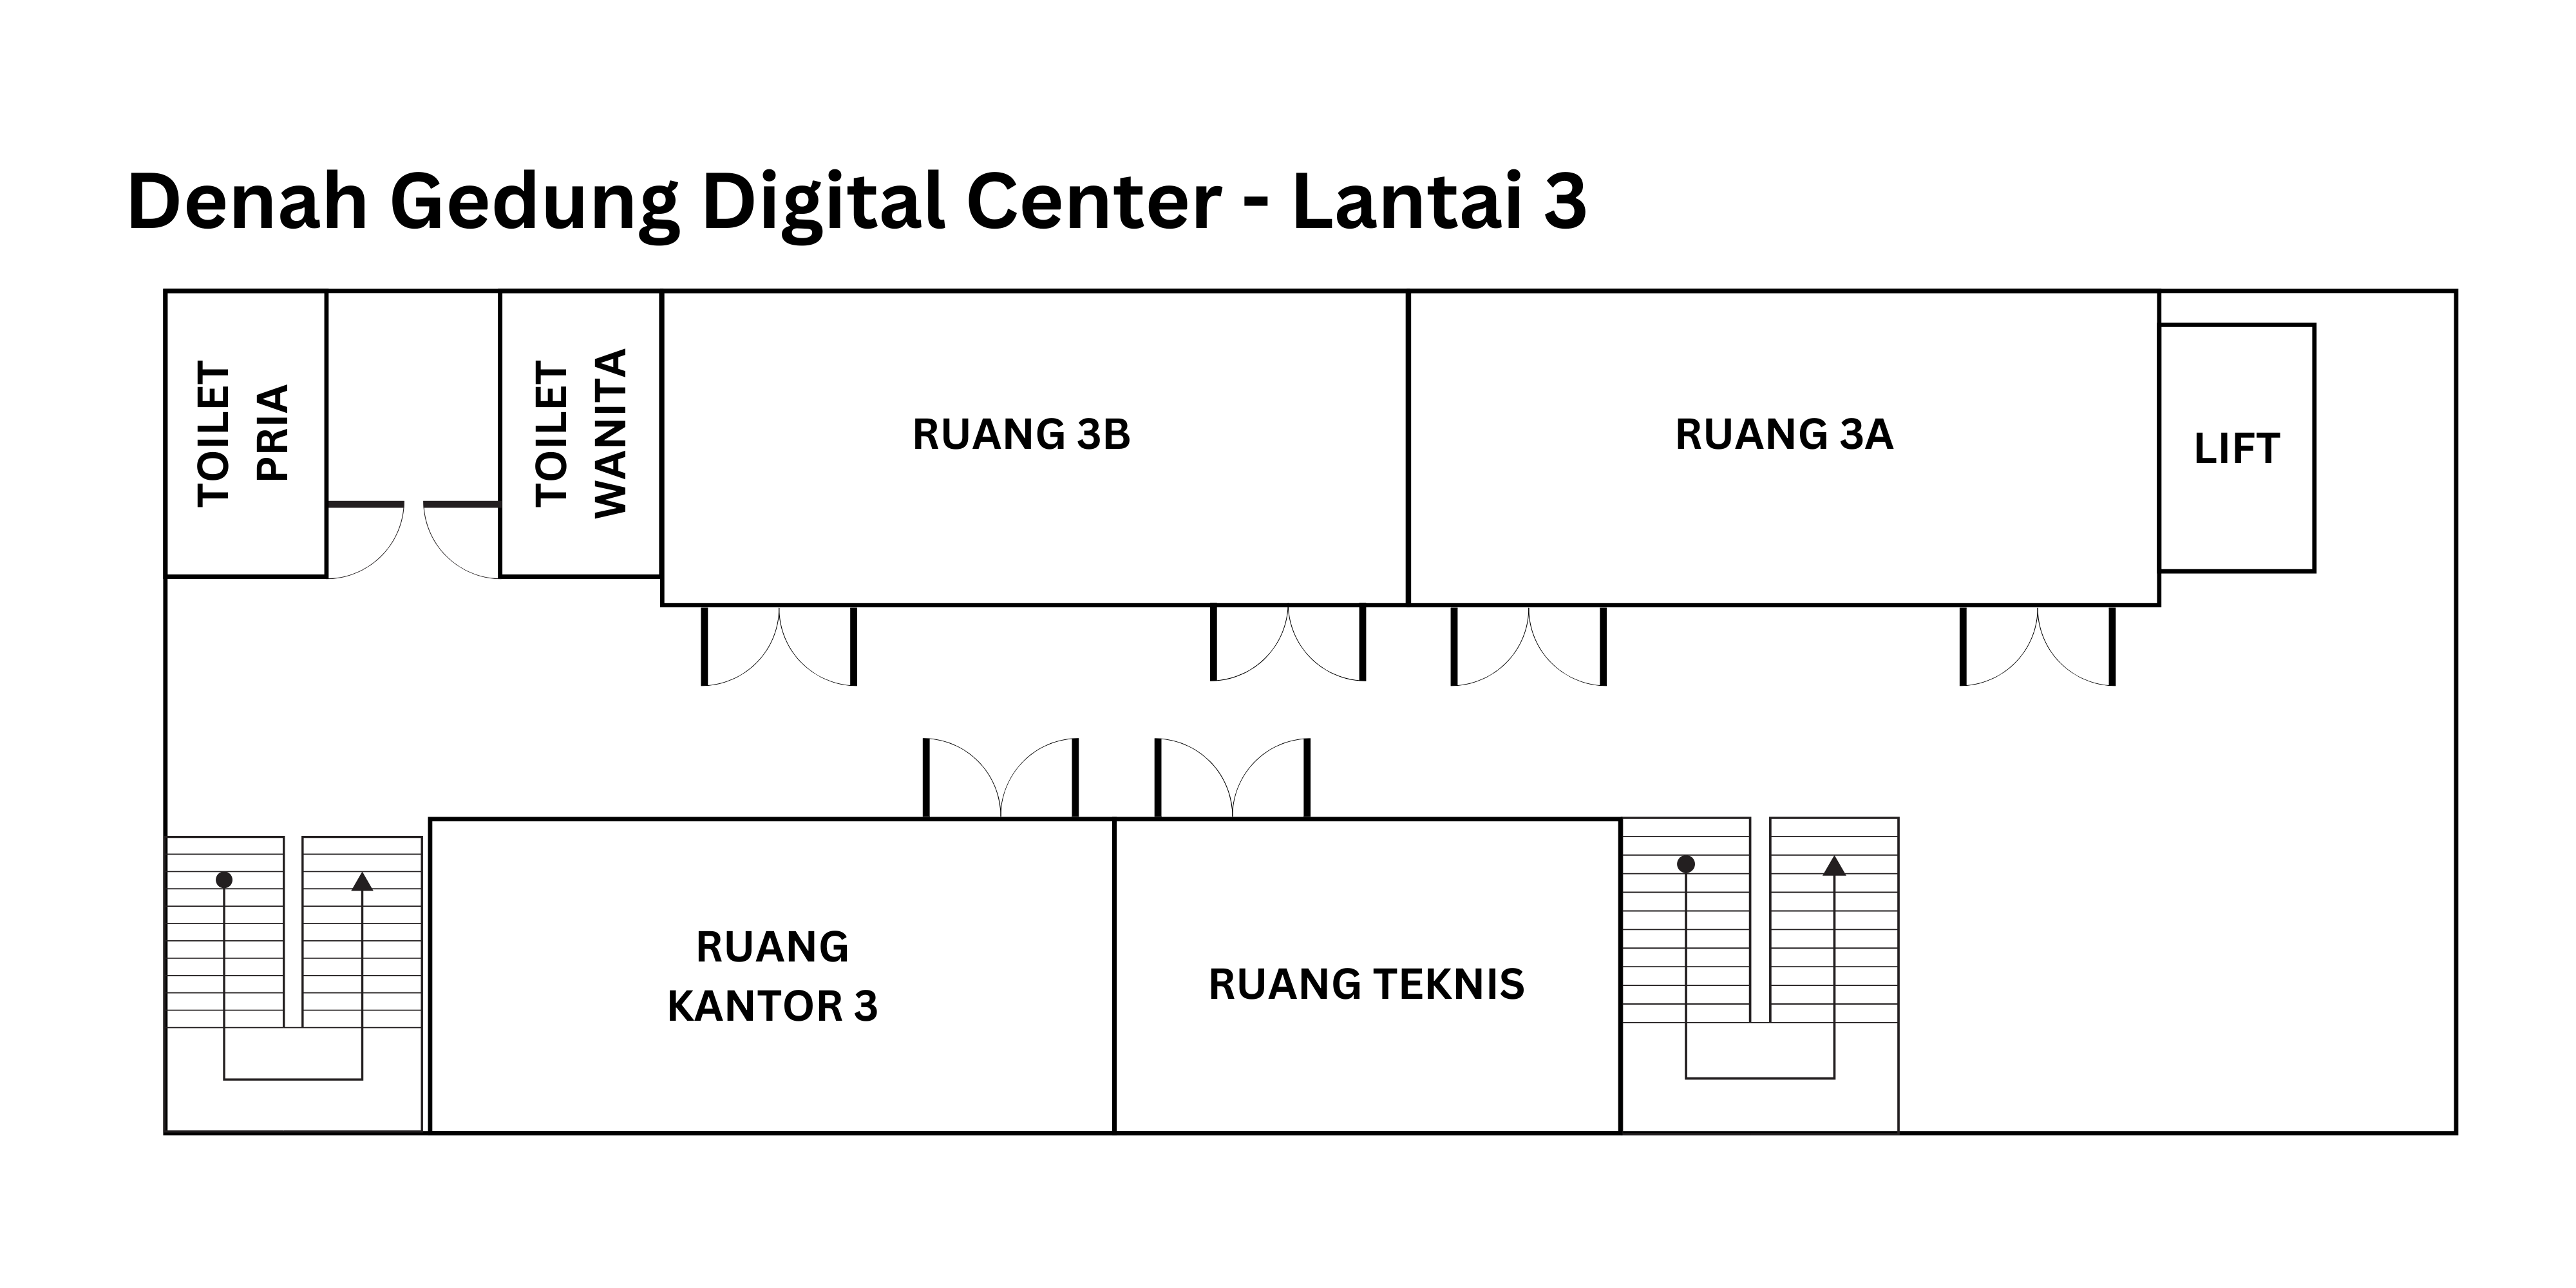 Denah Gedung Digital Center - Lantai 3
TOILET
PRIA
TOILET
WANITA
RUANG 3B
RUANG 3A
LIFT
RUANG
KANTOR 3
RUANG TEKNIS